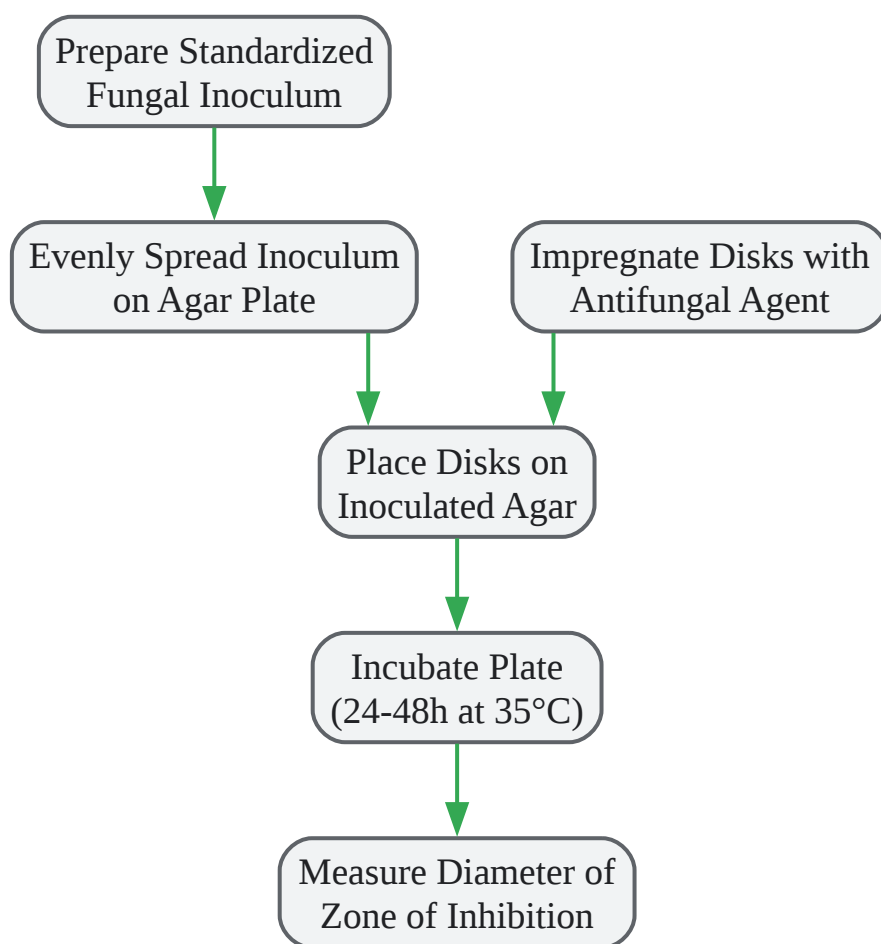 Prepare Standardized
Fungal Inoculum
Evenly Spread Inoculum
on Agar Plate
Impregnate Disks with
Antifungal Agent
Place Disks on
Inoculated Agar
Incubate Plate
(24-48h at 35°C)
Measure Diameter of
Zone of Inhibition